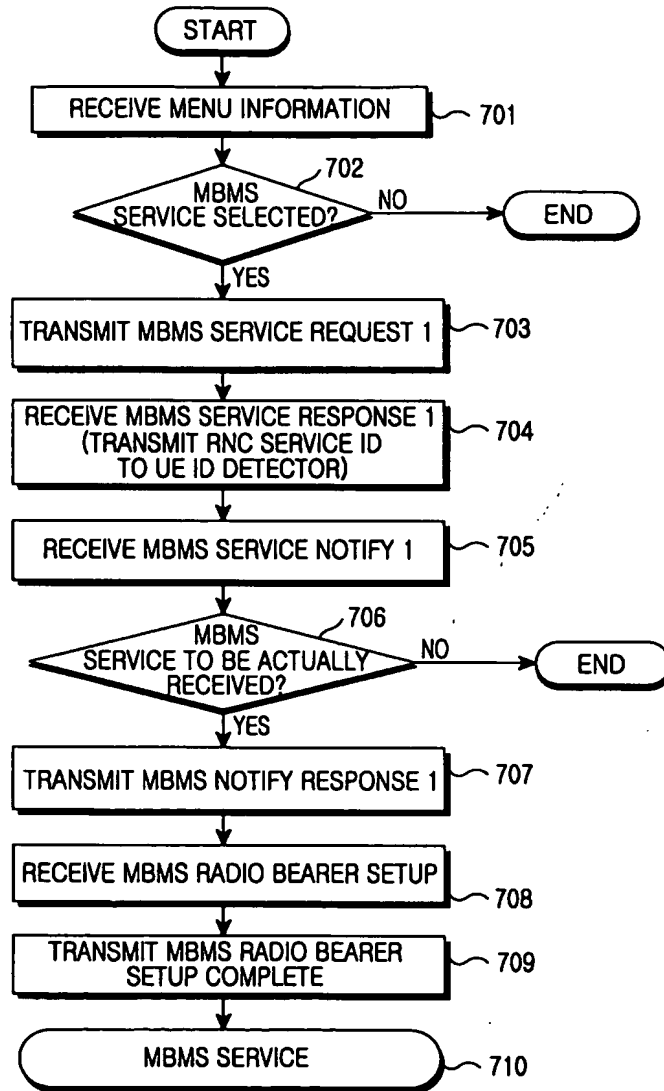 START
RECEIVE MENU INFORMATION
701
702
MBMS
SERVICE SELECTED?
NO
END
YES
TRANSMIT MBMS SERVICE REQUEST 1
703
RECEIVE MBMS SERVICE RESPONSE 1
(TRANSMIT RNC SERVICE ID
TO UE ID DETECTOR)
704
RECEIVE MBMS SERVICE NOTIFY 1
705
706
MBMS
SERVICE TO BE ACTUALLY
RECEIVED?
NO
END
YES
TRANSMIT MBMS NOTIFY RESPONSE 1
707
RECEIVE MBMS RADIO BEARER SETUP
708
TRANSMIT MBMS RADIO BEARER
SETUP COMPLETE
709
MBMS SERVICE
710